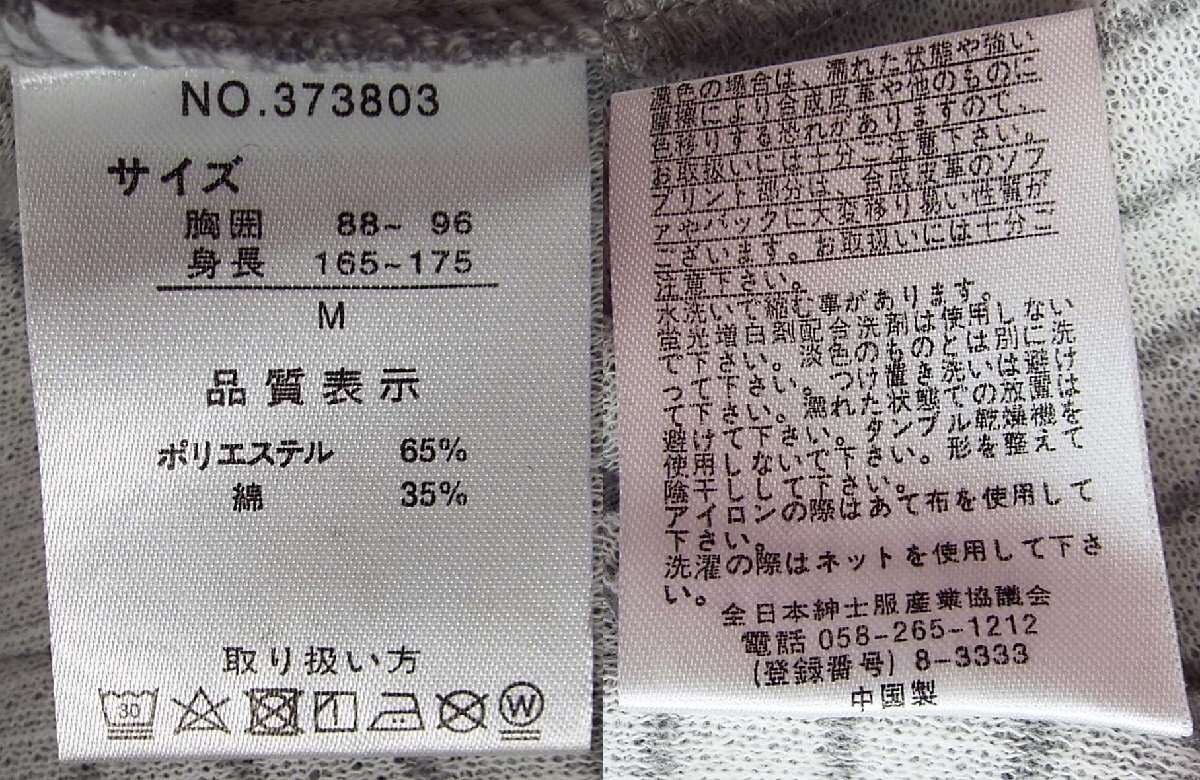 NO.373803
サイズ
胸囲 88~ 96
身長 165~175
M
品質表示
ポリエステル 65%
綿 35%
取り扱い方
30
W
濃色の場合は、濡れた状態や強い
摩擦により合成皮革や他のものに
色移りする恐れがありますので、
お取扱いには十分ご注意下さい。
プリント部分は、合成皮革のソフ
ァやバックに大変移り易い性質が
ございます。お取扱いには十分ご
注意下さい。
水洗いで縮む事があります。
蛍光増白剤配合洗剤は使用しない
で下さい。淡色のものとは別に洗
って下さい。つけおき洗いは避け
て下さい。濡れた状態での放置は
避けて下さい。タンブル乾燥機を
使用しないで下さい。形を整えて
陰干しして下さい。
アイロンの際はあて布を使用して
下さい。
洗濯の際はネットを使用して下さ
い。
全日本紳士服産業協議会
電話 058-265-1212
(登録番号) 8-3333
中国製